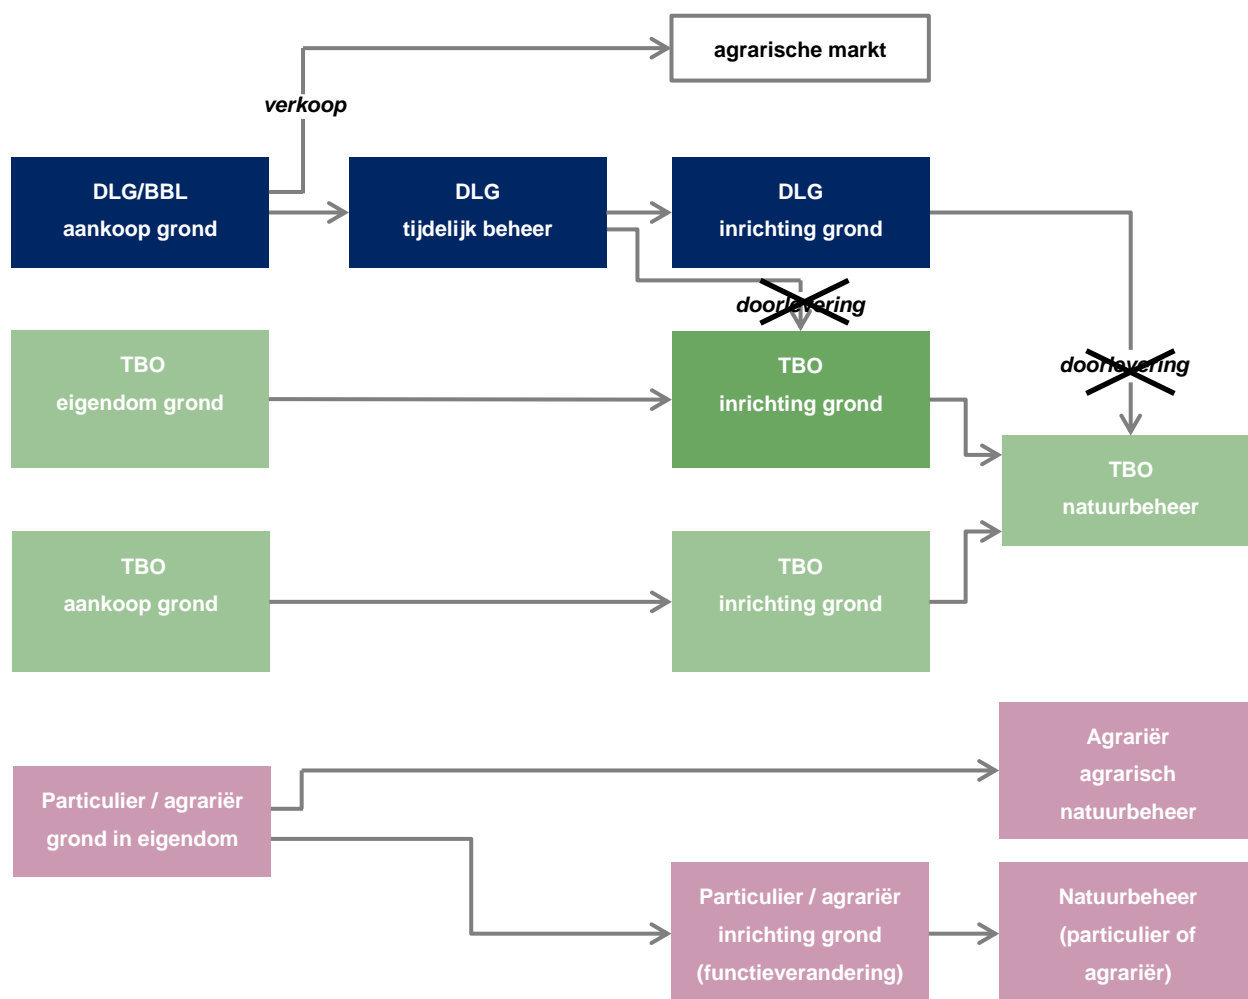 agrarische markt
verkoop
DLG/BBL
aankoop grond
DLG
tijdelijk beheer
DLG
inrichting grond
doorlevering
TBO
eigendom grond
TBO
inrichting grond
doorlevering
TBO
natuurbeheer
TBO
aankoop grond
TBO
inrichting grond
Agrariër
agrarisch
natuurbeheer
Particulier / agrariër
grond in eigendom
Particulier / agrariër
inrichting grond
(functieverandering)
Natuurbeheer
(particulier of
agrariër)